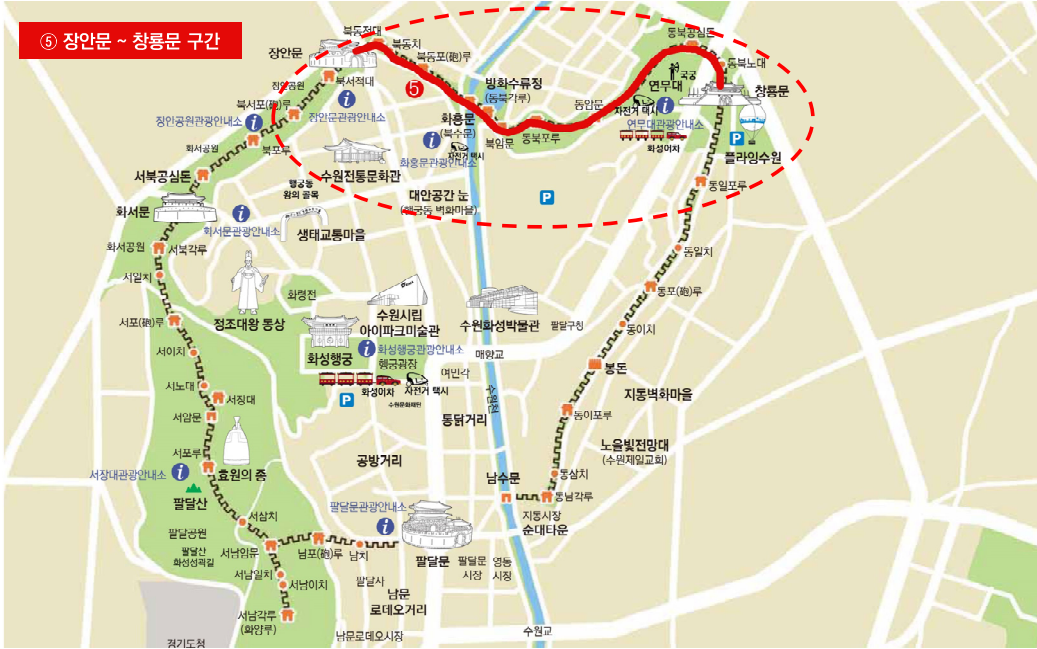 ⑤ 장안문 ~ 창룡문 구간
북동적대
장안문
북동치
북동포(砲)루
동북공심돈
동북노대
창룡문
국궁
연무대
자전거 택시
연무대관광안내소
화성어차
플라잉수원
P
방화수류정
(동북각루)
동암문
동북포루
북암문
화홍문
(북수문)
자전거 택시
화홍문관광안내소
⑤
북서적대
장안공원
장안문관광안내소
북서포(砲)루
장안공원관광안내소
북포루
화서공원
서북공심돈
화서문
화서문관광안내소
수원전통문화관
행궁동
왕의 골목
대안공간 눈
(행궁동 벽화마을)
P
생태교통마을
동일포루
동일치
동포(砲)루
동이치
봉돈
지동벽화마을
동이포루
노을빛전망대
(수원제일교회)
동삼치
동남각루
남수문
지동시장
순대타운
화서공원
서북각루
서일치
서포(砲)루
서이치
시노대
서장대
서암문
서포루
서장대관광안내소
효원의 종
팔달산
정조대왕 동상
화령전
수원시립
아이파크미술관
수원화성박물관
팔달구청
매향교
화성행궁
화성행궁관광안내소
행궁광장
여민각
화성어차
자전거 택시
수원문화재단
P
수원천
통닭거리
공방거리
팔달문관광안내소
팔달문
팔달문
시장
영동
시장
서삼치
팔달공원
팔달산
화성성곽길
서남암문
남포(砲)루
남치
서남일치
서남이치
서남각루
(화양루)
팔달사
남문
로데오거리
남문로데오시장
수원교
경기도청